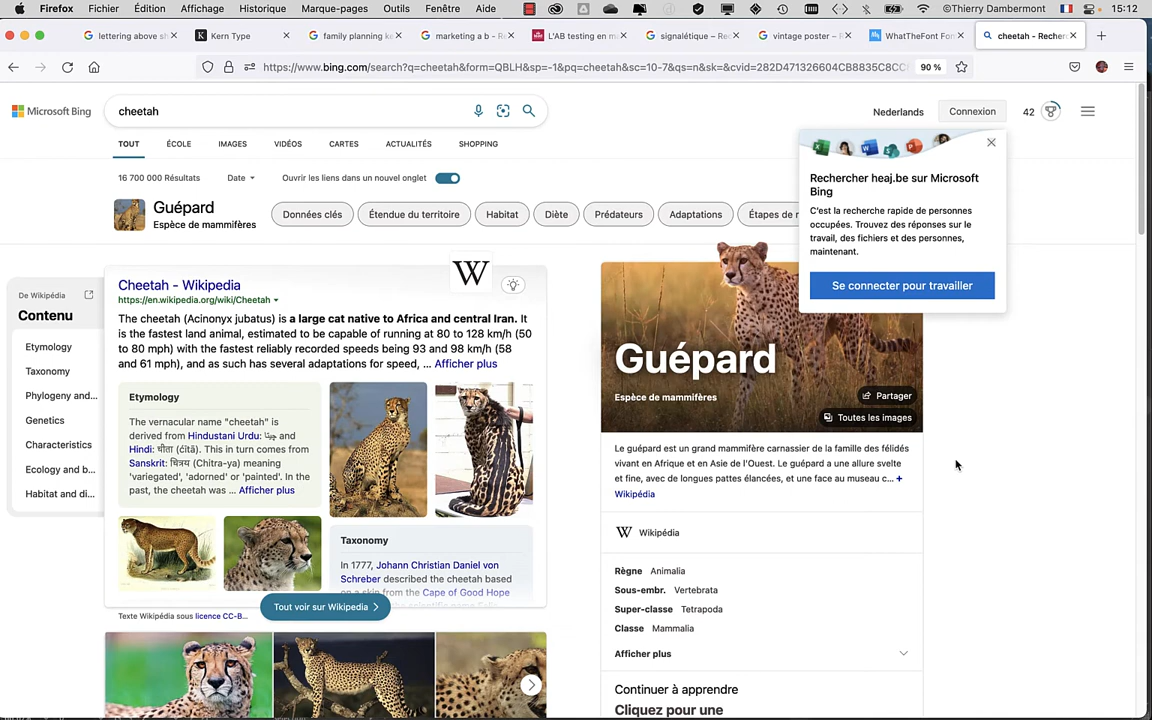 Firefox Fichier Édition Affichage Historique Marque-pages Outils Fenêtre Aide ©Thierry Dambermont 15:12
lettering above sh
Kern Type
family planning ke
marketing a b - Re
L'AB testing en ma
signalétique – Rec
vintage poster – R
WhatTheFont Fon
cheetah - Recher
https://www.bing.com/search?q=cheetah&form=QBLH&sp=-1&pq=cheetah&sc=10-7&qs=n&sk=&cvid=282D471326604CB8835C8CC 90 %
Microsoft Bing
cheetah
Nederlands
Connexion
42
TOUT ÉCOLE IMAGES VIDÉOS CARTES ACTUALITÉS SHOPPING
16 700 000 Résultats Date Ouvrir les liens dans un nouvel onglet
Guépard
Espèce de mammifères
Données clés
Étendue du territoire
Habitat
Diète
Prédateurs
Adaptations
Étapes de r
Rechercher heaj.be sur Microsoft
Bing
C'est la recherche rapide de personnes
occupées. Trouvez des réponses sur le
travail, des fichiers et des personnes,
maintenant.
Se connecter pour travailler
De Wikipédia
Contenu
Etymology
Taxonomy
Phylogeny and...
Genetics
Characteristics
Ecology and b...
Habitat and di...
Cheetah - Wikipedia
https://en.wikipedia.org/wiki/Cheetah
W
The cheetah (Acinonyx jubatus) is a large cat native to Africa and central Iran. It
is the fastest land animal, estimated to be capable of running at 80 to 128 km/h (50
to 80 mph) with the fastest reliably recorded speeds being 93 and 98 km/h (58
and 61 mph), and as such has several adaptations for speed, ... Afficher plus
Etymology
The vernacular name "cheetah" is
derived from Hindustani Urdu: چیتا and
Hindi: चीता (ćītā). This in turn comes from
Sanskrit: चित्रय (Chitra-ya) meaning
'variegated', 'adorned' or 'painted'. In the
past, the cheetah was ... Afficher plus
Taxonomy
In 1777, Johann Christian Daniel von
Schreber described the cheetah based
on a skin from the Cape of Good Hope
Tout voir sur Wikipedia
Texte Wikipédia sous licence CC-B...
Guépard
Espèce de mammifères
Partager
Toutes les images
Le guépard est un grand mammifère carnassier de la famille des félidés
vivant en Afrique et en Asie de l'Ouest. Le guépard a une allure svelte
et fine, avec de longues pattes élancées, et une face au museau c... +
Wikipédia
W Wikipédia
Règne Animalia
Sous-embr. Vertebrata
Super-classe Tetrapoda
Classe Mammalia
Afficher plus
Continuer à apprendre
Cliquez pour une